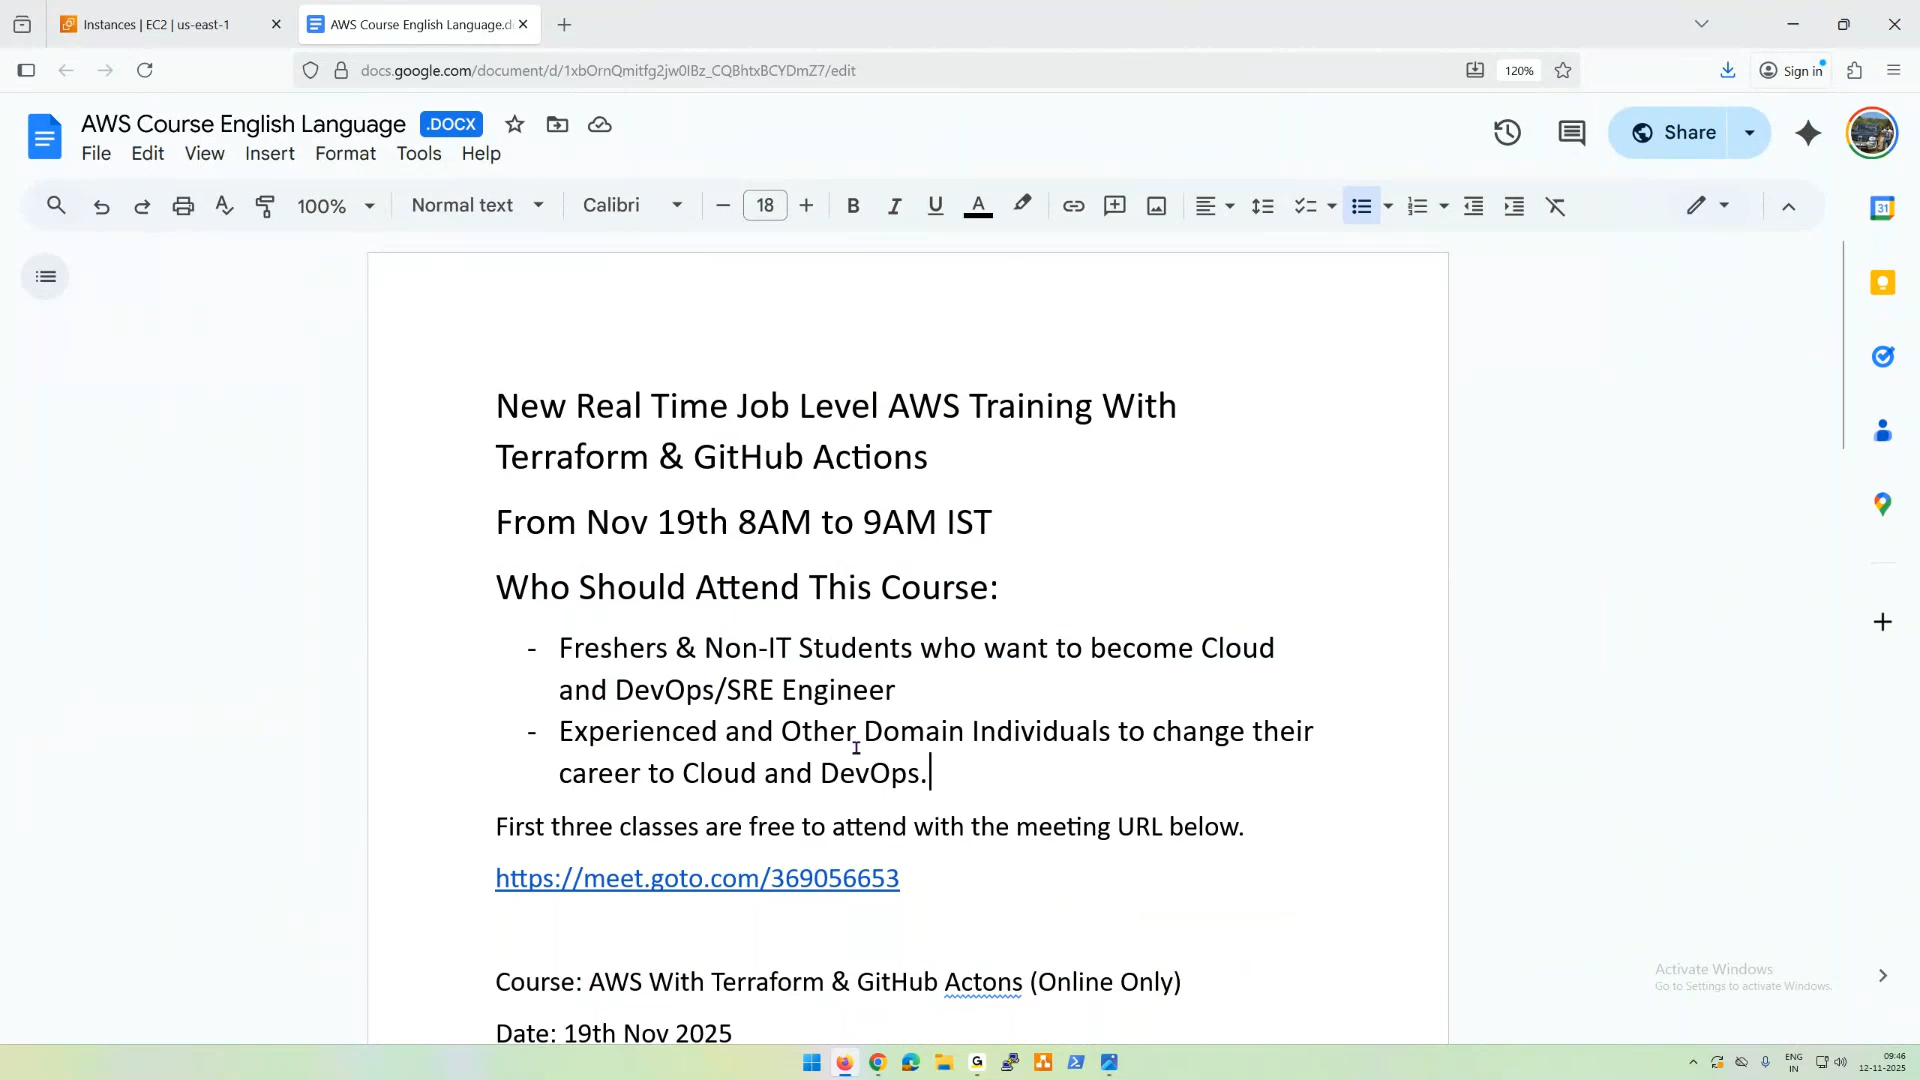 Instances | EC2 | us-east-1
AWS Course English Language.d
docs.google.com/document/d/1xbOrnQmitfg2jw0IBz_CQBhtxBCYDmZ7/edit
120%
Sign in
AWS Course English Language
.DOCX
Share
File Edit View Insert Format Tools Help
100%
Normal text
Calibri
18
31
New Real Time Job Level AWS Training With
Terraform & GitHub Actions
From Nov 19th 8AM to 9AM IST
Who Should Attend This Course:
- Freshers & Non-IT Students who want to become Cloud
and DevOps/SRE Engineer
- Experienced and Other Domain Individuals to change their
career to Cloud and DevOps.
First three classes are free to attend with the meeting URL below.
https://meet.goto.com/369056653
Course: AWS With Terraform & GitHub Actons (Online Only)
Date: 19th Nov 2025
Activate Windows
Go to Settings to activate Windows.
ENG
IN
09:46
12-11-2025